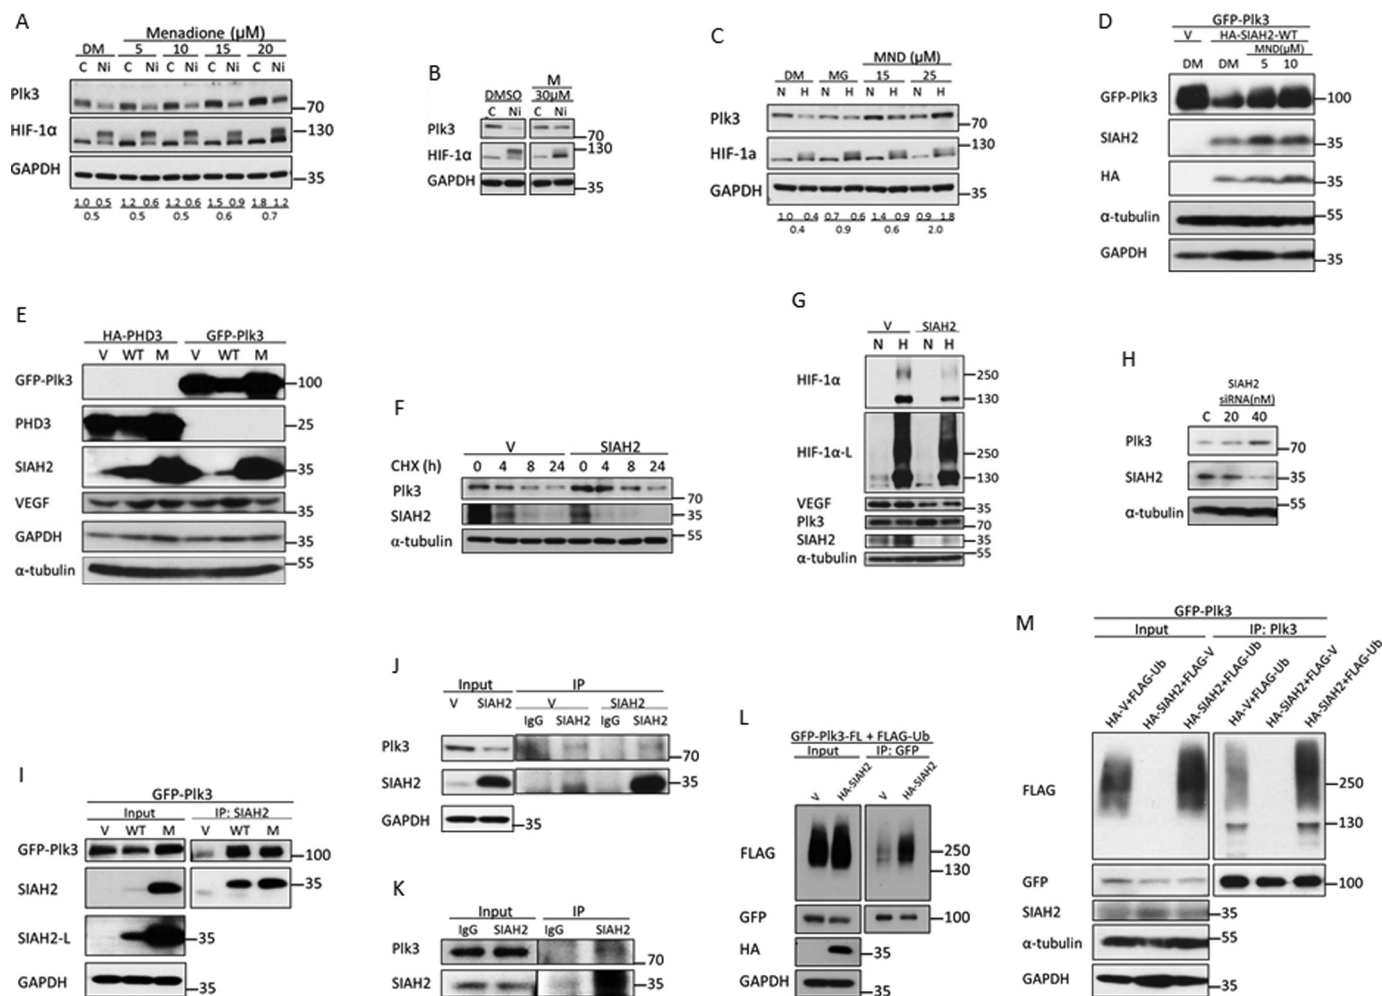 A
Menadione (µM)
DM 5 10 15 20
C Ni C Ni C Ni C Ni C Ni
Plk3
70
HIF-1α
130
GAPDH
35
1.0 0.5 1.2 0.6 1.2 0.6 1.5 0.9 1.8 1.2
0.5 0.5 0.5 0.6 0.7
B
M
DMSO 30µM
C Ni C Ni
Plk3
70
HIF-1α
130
GAPDH
35
C
MND (µM)
DM MG 15 25
N H N H N H N H
Plk3
70
HIF-1a
130
GAPDH
35
1.0 0.4 0.7 0.6 1.4 0.9 0.9 1.8
0.4 0.9 0.6 2.0
D
GFP-Plk3
V HA-SIAH2-WT
MND(µM)
DM DM 5 10
GFP-Plk3
100
SIAH2
HA
35
α-tubulin
55
GAPDH
35
E
HA-PHD3 GFP-Plk3
V WT M V WT M
GFP-Plk3
100
PHD3
25
SIAH2
35
VEGF
35
GAPDH
35
α-tubulin
55
F
V SIAH2
CHX (h) 0 4 8 24 0 4 8 24
Plk3
70
SIAH2
35
α-tubulin
55
G
V SIAH2
N H N H
HIF-1α
250
130
HIF-1α-L
250
130
VEGF
35
Plk3
70
SIAH2
35
α-tubulin
55
H
SIAH2
siRNA(nM)
C 20 40
Plk3
70
SIAH2
35
α-tubulin
55
I
GFP-Plk3
Input IP: SIAH2
V WT M V WT M
GFP-Plk3
100
SIAH2
35
SIAH2-L
35
GAPDH
35
J
Input IP
V SIAH2 V SIAH2
IgG SIAH2 IgG SIAH2
Plk3
70
SIAH2
35
GAPDH
35
K
Input IP
IgG SIAH2 IgG SIAH2
Plk3
70
SIAH2
35
L
GFP-Plk3-FL + FLAG-Ub
Input IP: GFP
V HA-SIAH2 V HA-SIAH2
FLAG
250
130
GFP
100
HA
35
GAPDH
35
M
GFP-Plk3
Input IP: Plk3
HA-V+FLAG-Ub HA-SIAH2+FLAG-V HA-SIAH2+FLAG-Ub HA-V+FLAG-Ub HA-SIAH2+FLAG-V HA-SIAH2+FLAG-Ub
FLAG
250
130
GFP
100
SIAH2
35
α-tubulin
55
GAPDH
35